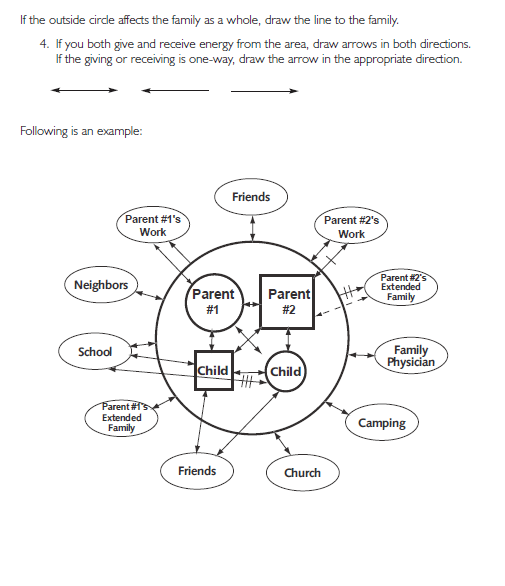 If the outside circle affects the family as a whole, draw the line to the family.
4. If you both give and receive energy from the area, draw arrows in both directions.
If the giving or receiving is one-way, draw the arrow in the appropriate direction.
Following is an example:
Friends
Parent #1's
Work
Parent #2's
Work
Neighbors
Parent
#1
Parent
#2
Parent #2's
Extended
Family
School
Child
Child
Family
Physician
Parent #1's
Extended
Family
Camping
Friends
Church